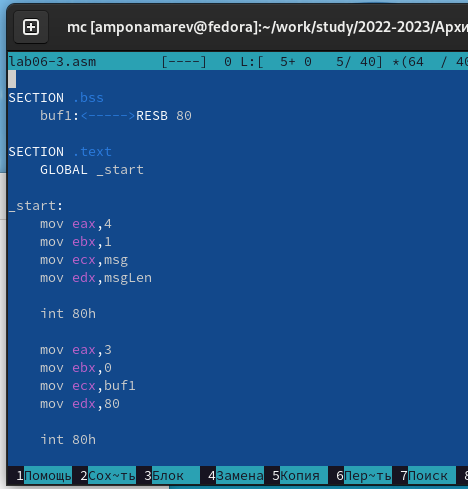 mc [amponamarev@fedora]:~/work/study/2022-2023/Архи
lab06-3.asm [----] 0 L:[ 5+ 0 5/ 40] *(64 / 40
SECTION .bss
buf1:<----->RESB 80
SECTION .text
GLOBAL _start
_start:
mov eax,4
mov ebx,1
mov ecx,msg
mov edx,msgLen
int 80h
mov eax,3
mov ebx,0
mov ecx,buf1
mov edx,80
int 80h
1Помощь 2Сох~ть 3Блок 4Замена 5Копия 6Пер~ть 7Поиск 8